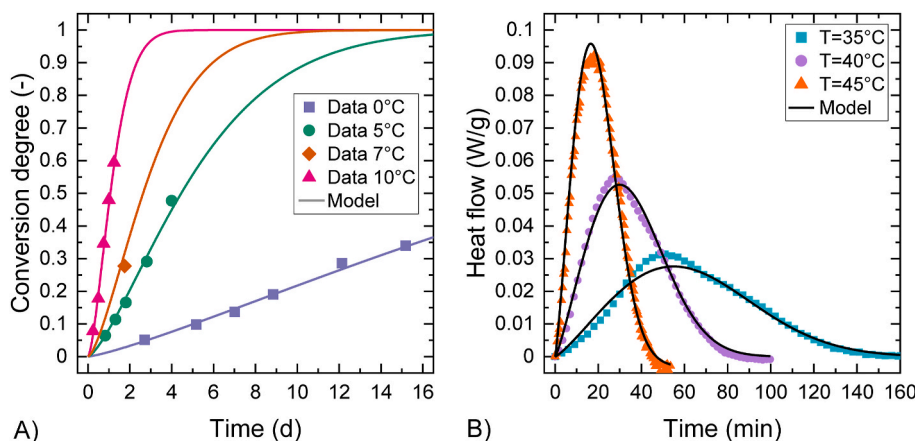 1
0.9
0.8
0.7
0.6
0.5
0.4
0.3
0.2
0.1
0
Conversion degree (-)
Data 0°C
Data 5°C
Data 7°C
Data 10°C
Model
0 2 4 6 8 10 12 14 16
Time (d)
A)
0.1
0.09
0.08
0.07
0.06
0.05
0.04
0.03
0.02
0.01
0
Heat flow (W/g)
T=35°C
T=40°C
T=45°C
Model
0 20 40 60 80 100 120 140 160
Time (min)
B)